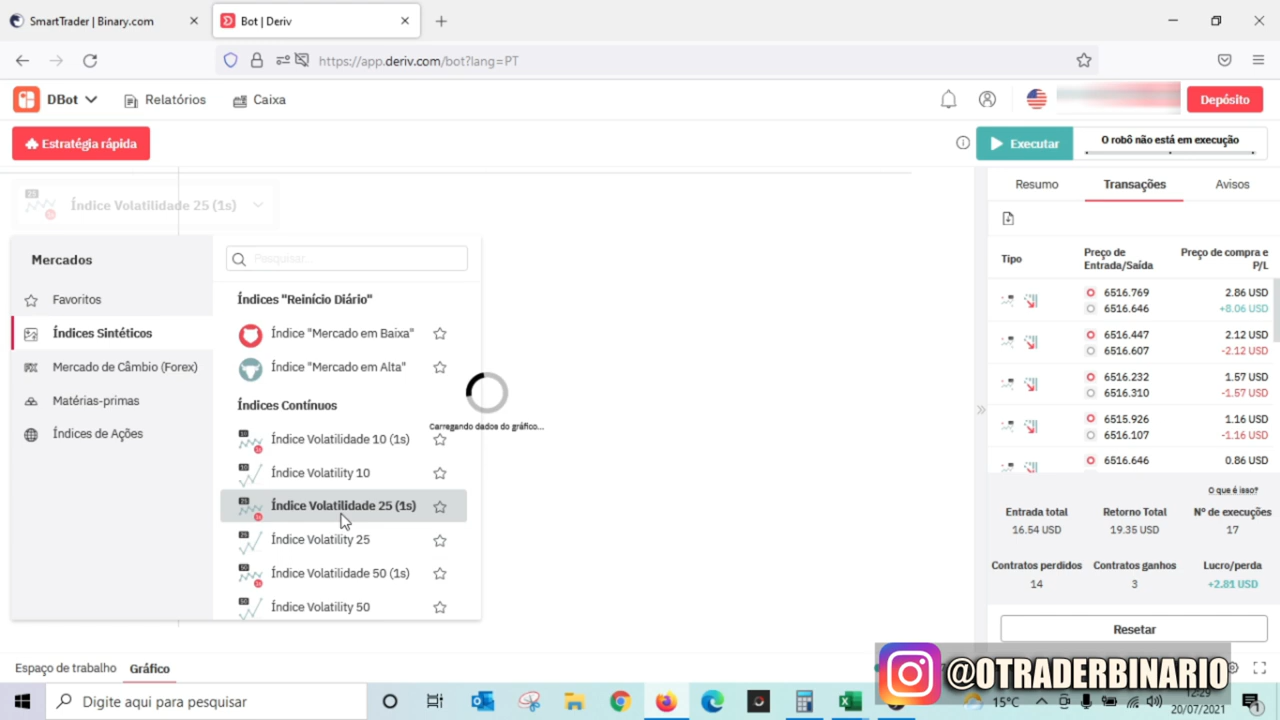 SmartTrader | Binary.com
Bot | Deriv
https://app.deriv.com/bot?lang=PT
DBot
Relatórios
Caixa
Depósito
Estratégia rápida
Executar
O robô não está em execução
Índice Volatilidade 25 (1s)
Mercados
Favoritos
Índices Sintéticos
Mercado de Câmbio (Forex)
Matérias-primas
Índices de Ações
Pesquisar...
Índices "Reinício Diário"
Índice "Mercado em Baixa"
Índice "Mercado em Alta"
Índices Contínuos
Índice Volatilidade 10 (1s)
Índice Volatility 10
Índice Volatilidade 25 (1s)
Índice Volatility 25
Índice Volatilidade 50 (1s)
Índice Volatility 50
Carregando dados do gráfico...
Resumo
Transações
Avisos
Tipo
Preço de Entrada/Saída
Preço de compra e P/L
6516.769 2.86 USD
6516.646 +8.06 USD
6516.447 2.12 USD
6516.607 -2.12 USD
6516.232 1.57 USD
6516.310 -1.57 USD
6515.926 1.16 USD
6516.107 -1.16 USD
6516.646 0.86 USD
O que é isso?
Entrada total Retorno Total Nº de execuções
16.54 USD 19.35 USD 17
Contratos perdidos Contratos ganhos Lucro/perda
14 3 +2.81 USD
Resetar
Espaço de trabalho
Gráfico
@OTRADERBINARIO
Digite aqui para pesquisar
15°C
12:29
20/07/2021